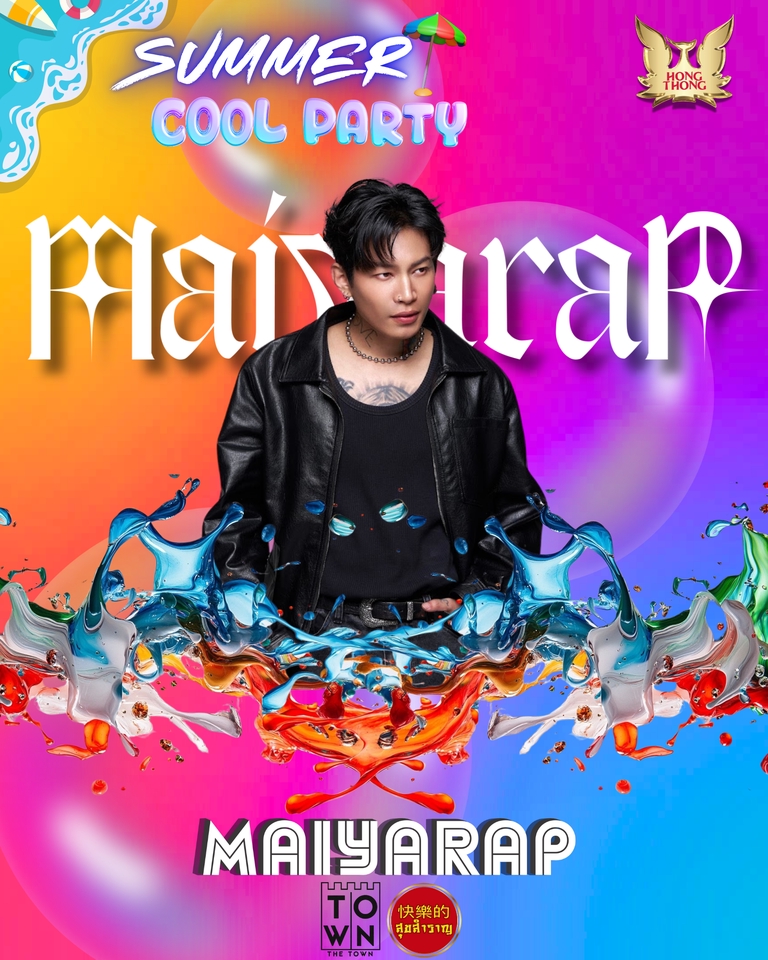 SUMMER
COOL PARTY
HONG
THONG
Maiyarap
MAIYARAP
TO
WN
THE TOWN
快樂的
สุขสำราญ